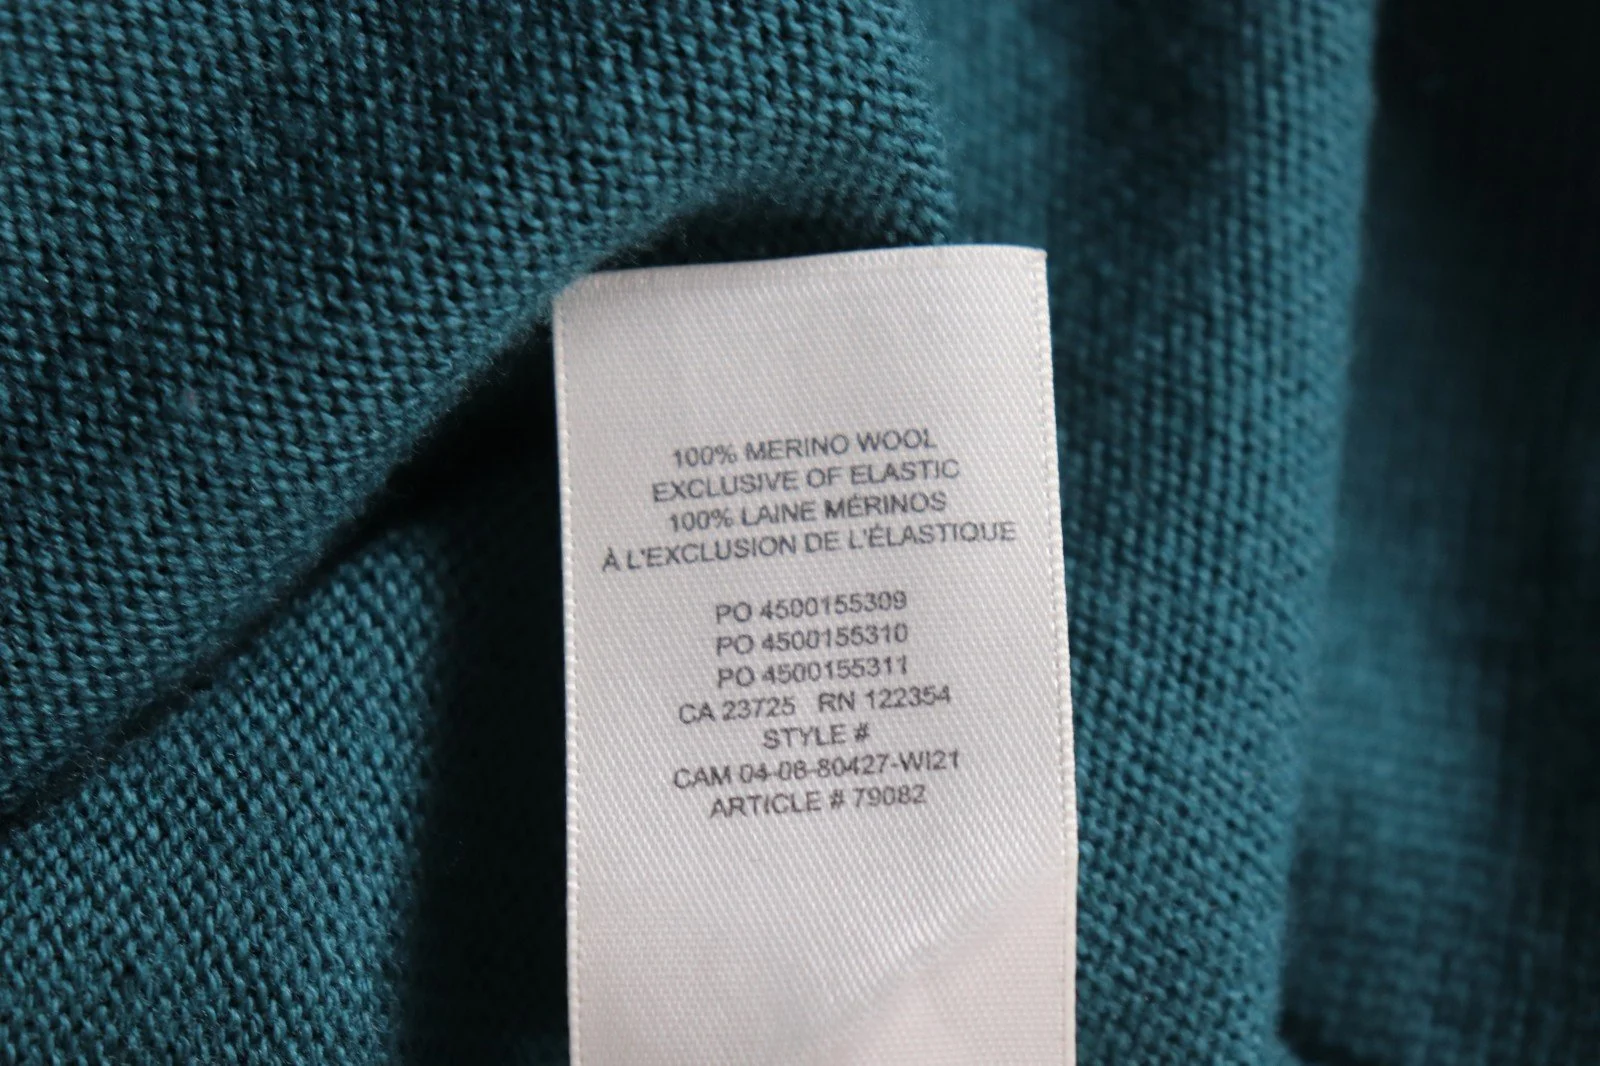 100% MERINO WOOL
EXCLUSIVE OF ELASTIC
100% LAINE MÉRINOS
À L'EXCLUSION DE L'ÉLASTIQUE
PO 4500155309
PO 4500155310
PO 4500155311
CA 23725 RN 122354
STYLE #
CAM 04-06-80427-WI21
ARTICLE # 79082